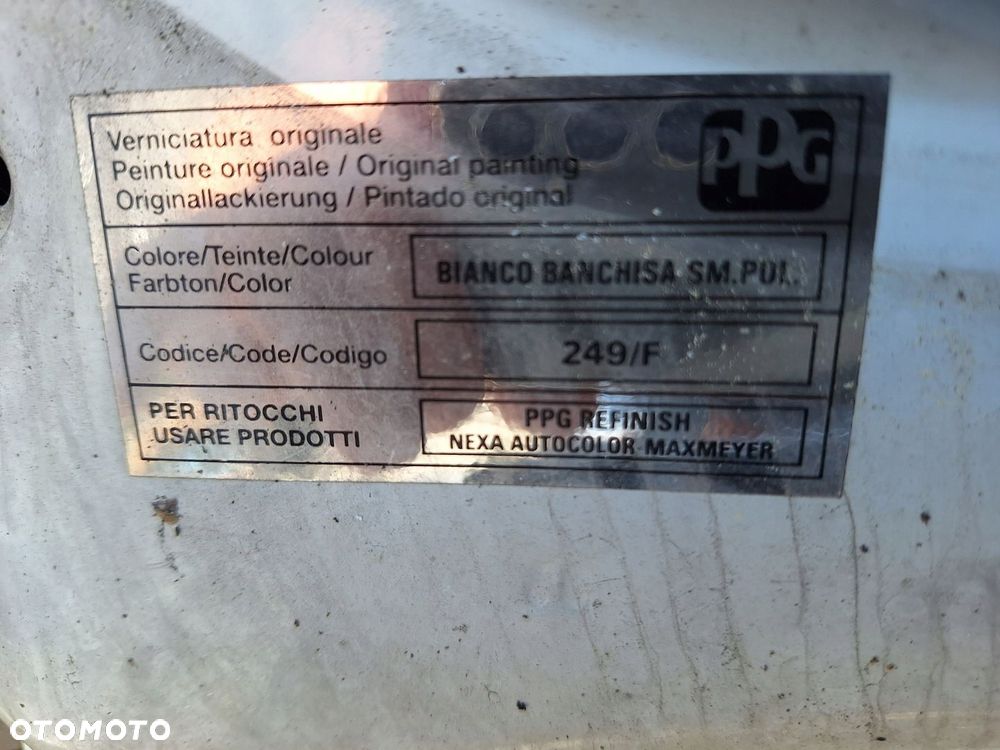 Verniciatura originale
Peinture originale / Original painting
Originallackierung / Pintado original
PPG
Colore/Teinte/Colour
Farbton/Color
BIANCO BANCHISA SM.PUL.
Codice/Code/Codigo
249/F
PER RITOCCHI
USARE PRODOTTI
PPG REFINISH
NEXA AUTOCOLOR MAXMEYER
OTOMOTO